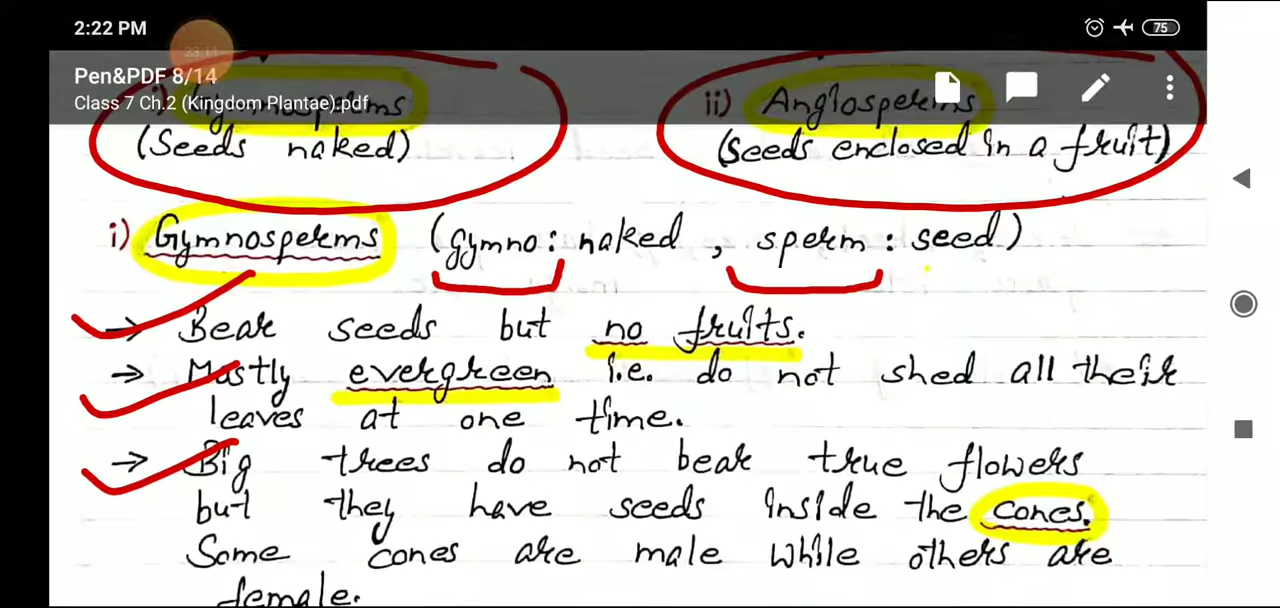 2:22 PM
75
23:14
Pen&PDF 8/14
Class 7 Ch.2 (Kingdom Plantae).pdf
i) Gymnosperms
ii) Angiosperms
(Seeds naked)
(Seeds enclosed in a fruit)
i) Gymnosperms (gymno: naked, sperm: seed)
→ Bear seeds but no fruits.
→ Mostly evergreen i.e. do not shed all their
leaves at one time.
→ Big trees do not bear true flowers
but they have seeds inside the cones.
Some cones are male while others are
female.